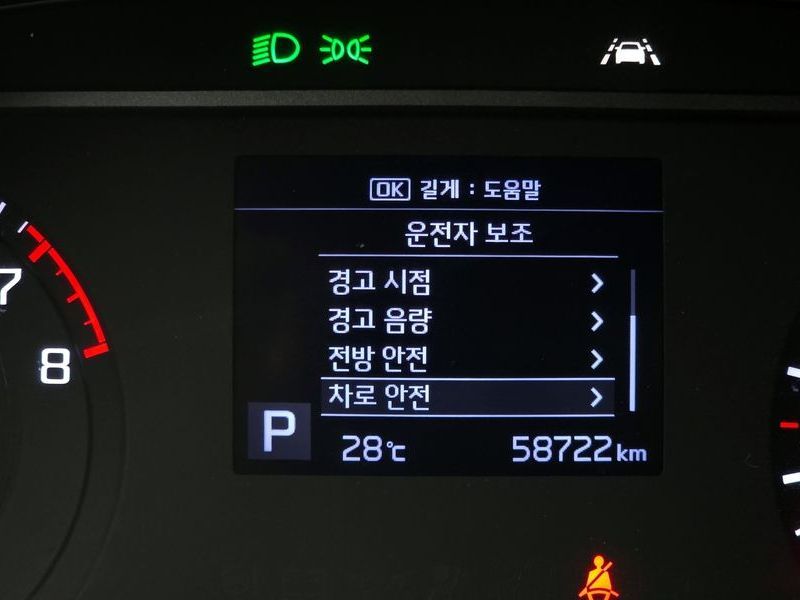 OK 길게 : 도움말
운전자 보조
경고 시점
경고 음량
전방 안전
차로 안전
P 28℃ 58722km
7
8